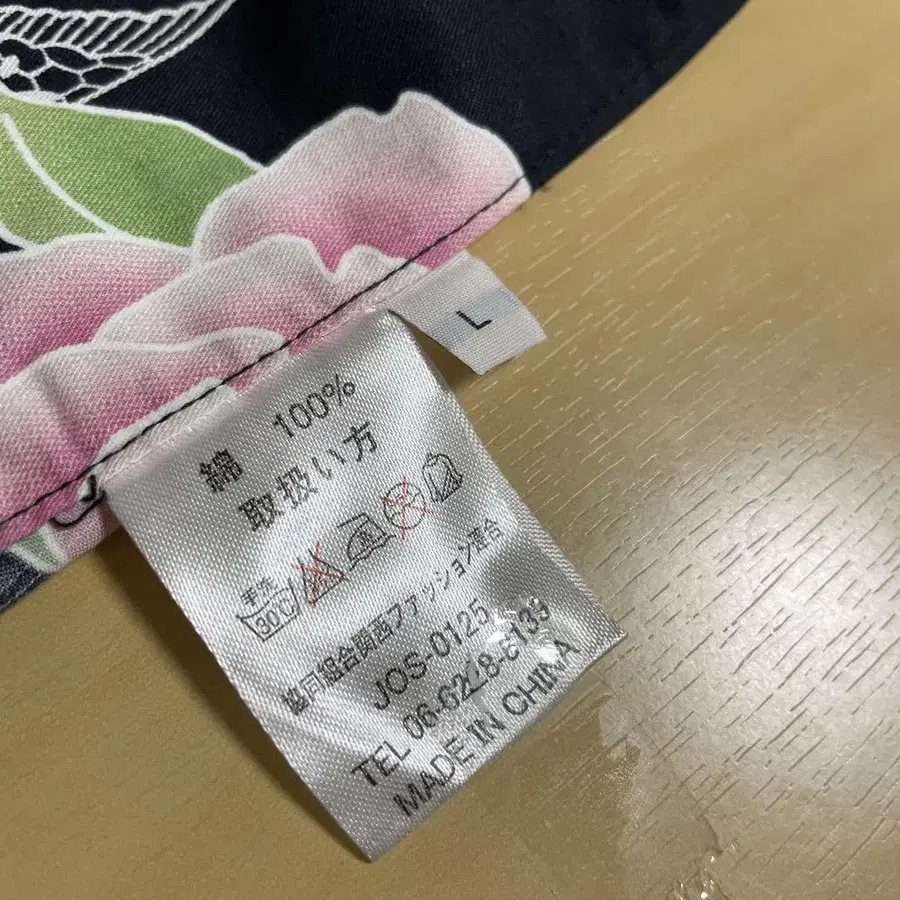 L
綿 100%
取扱い方
手洗
30℃
協同組合関西ファッション連合
JOS-0125
TEL 06-6228-6139
MADE IN CHINA